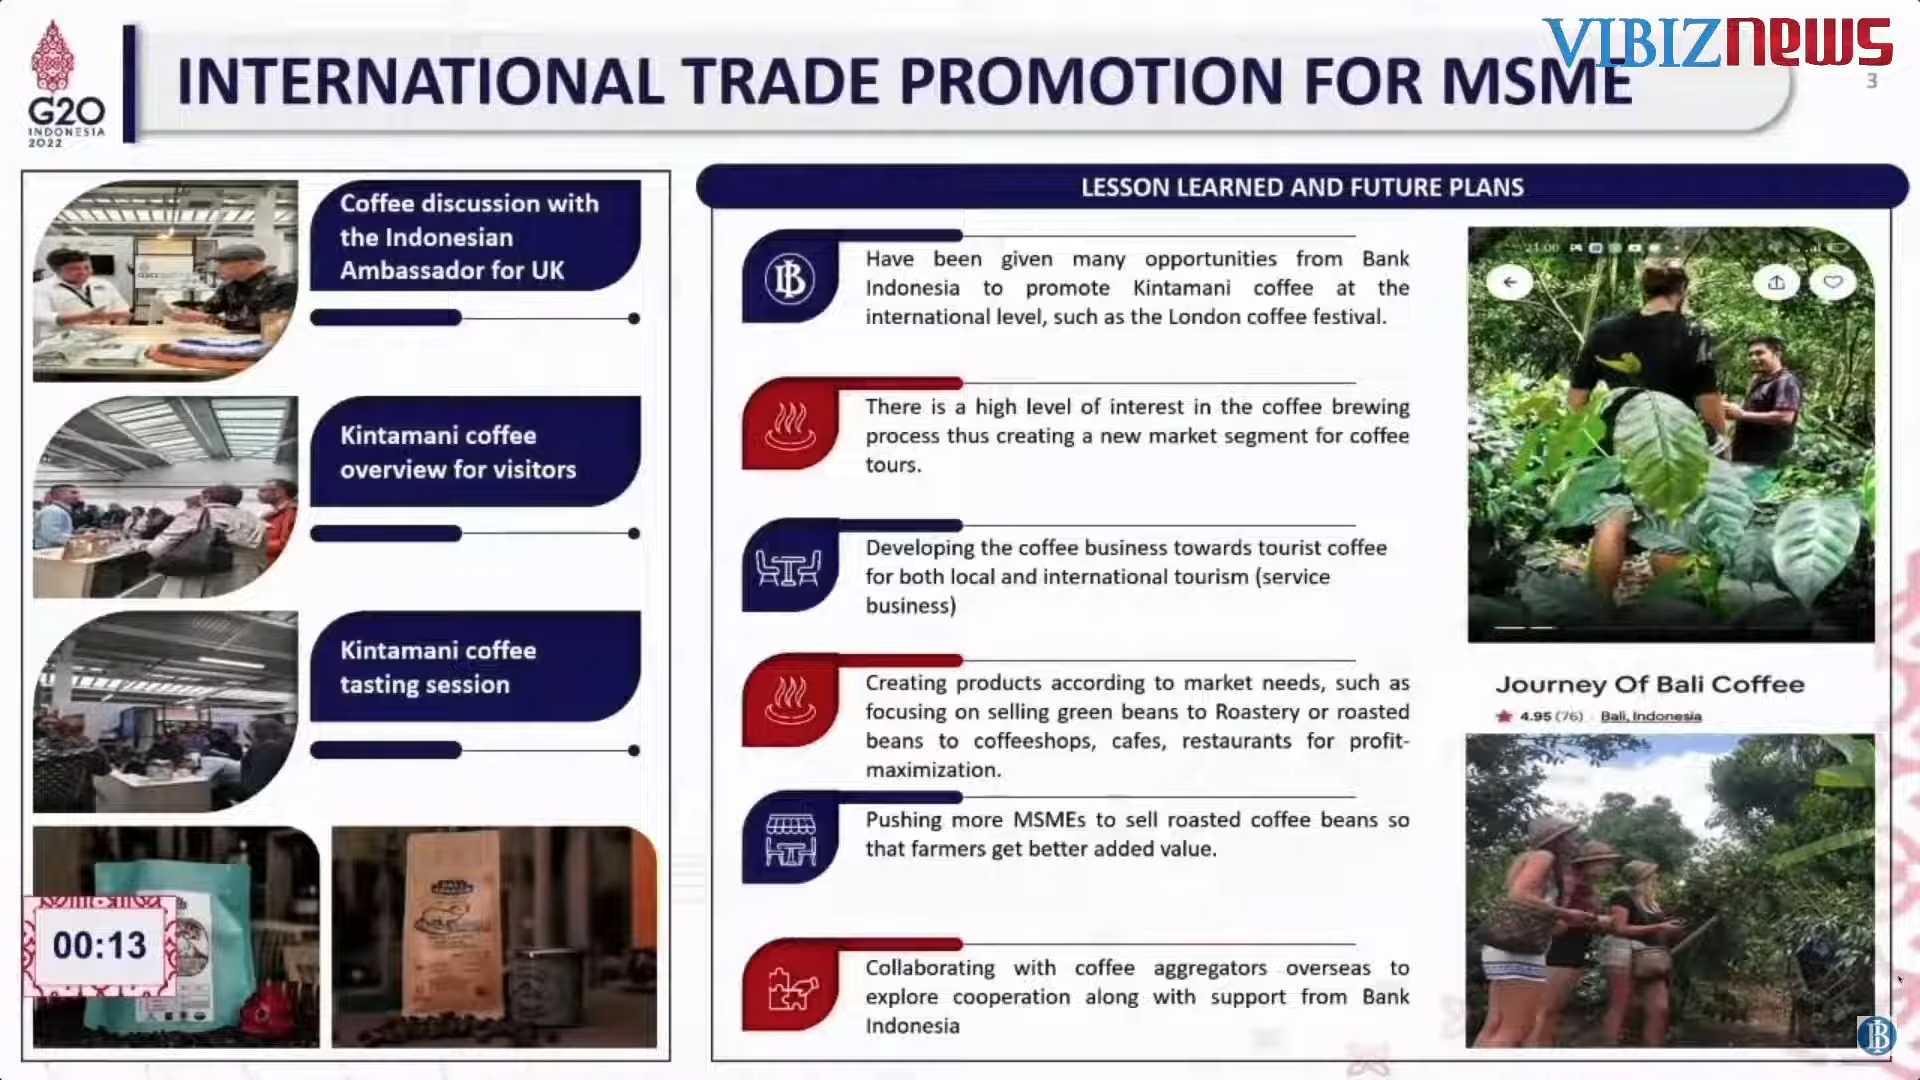 VIBIZnews
G20
INDONESIA
2022
INTERNATIONAL TRADE PROMOTION FOR MSME
3
Coffee discussion with
the Indonesian
Ambassador for UK
Kintamani coffee
overview for visitors
Kintamani coffee
tasting session
00:13
LESSON LEARNED AND FUTURE PLANS
Have been given many opportunities from Bank
Indonesia to promote Kintamani coffee at the
international level, such as the London coffee festival.
There is a high level of interest in the coffee brewing
process thus creating a new market segment for coffee
tours.
Developing the coffee business towards tourist coffee
for both local and international tourism (service
business)
Creating products according to market needs, such as
focusing on selling green beans to Roastery or roasted
beans to coffeeshops, cafes, restaurants for profit-
maximization.
Pushing more MSMEs to sell roasted coffee beans so
that farmers get better added value.
Collaborating with coffee aggregators overseas to
explore cooperation along with support from Bank
Indonesia
21.00
Journey Of Bali Coffee
4.95 (76) · Bali, Indonesia